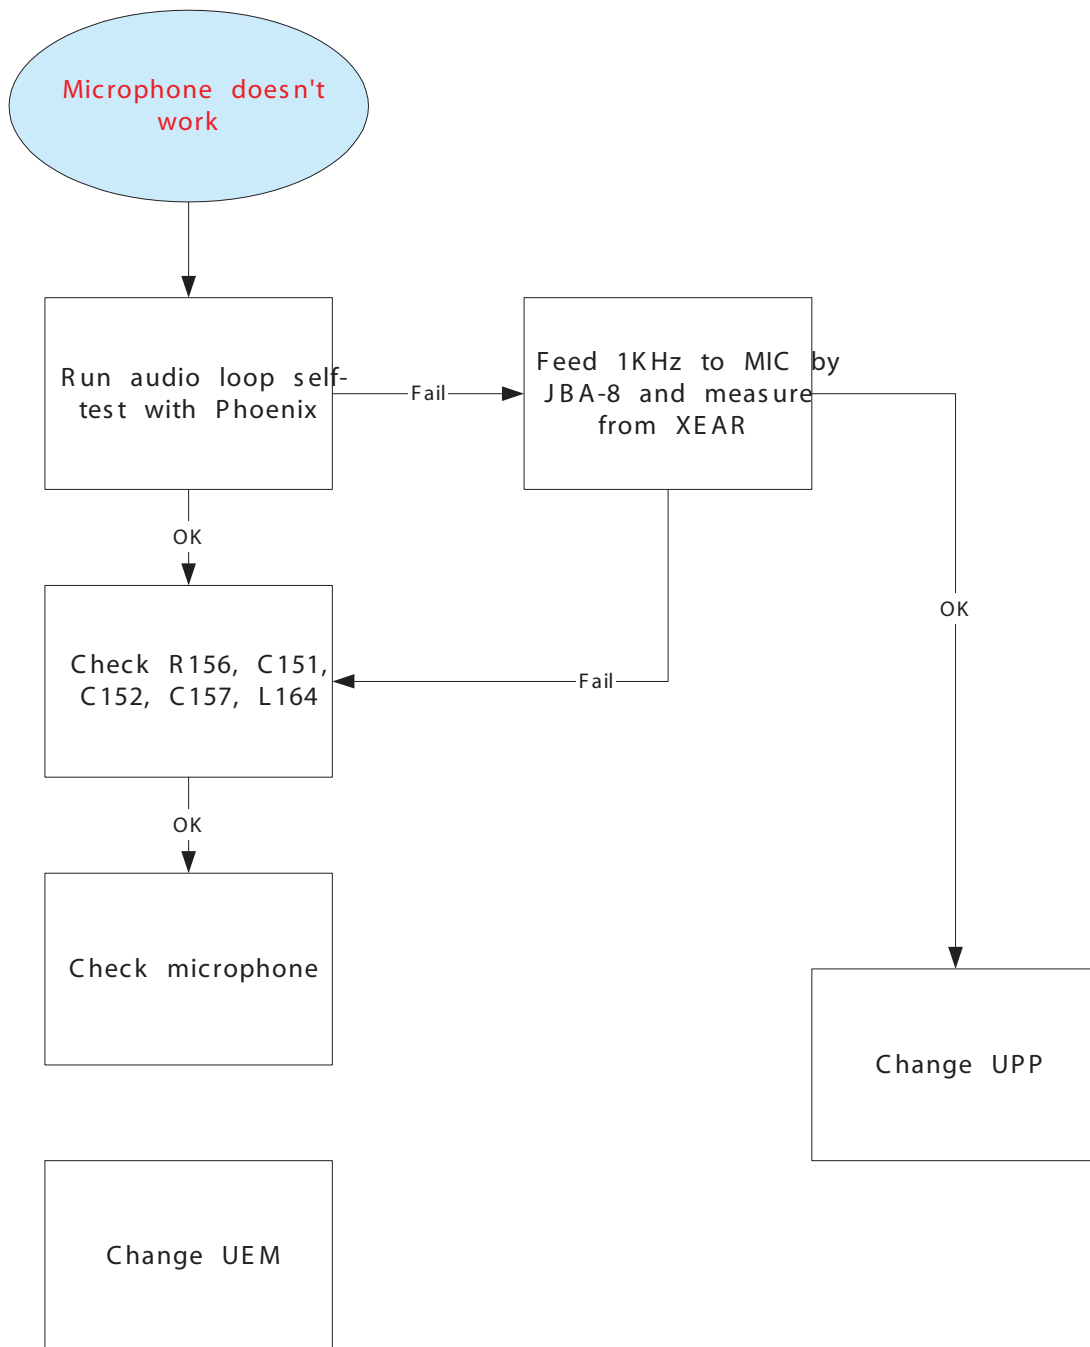 Microphone doesn't
work
Run audio loop self-
test with Phoenix
Fail
Feed 1KHz to MIC by
JBA-8 and measure
from XEAR
OK
OK
Check R156, C151,
C152, C157, L164
Fail
OK
Check microphone
Change UPP
Change UEM